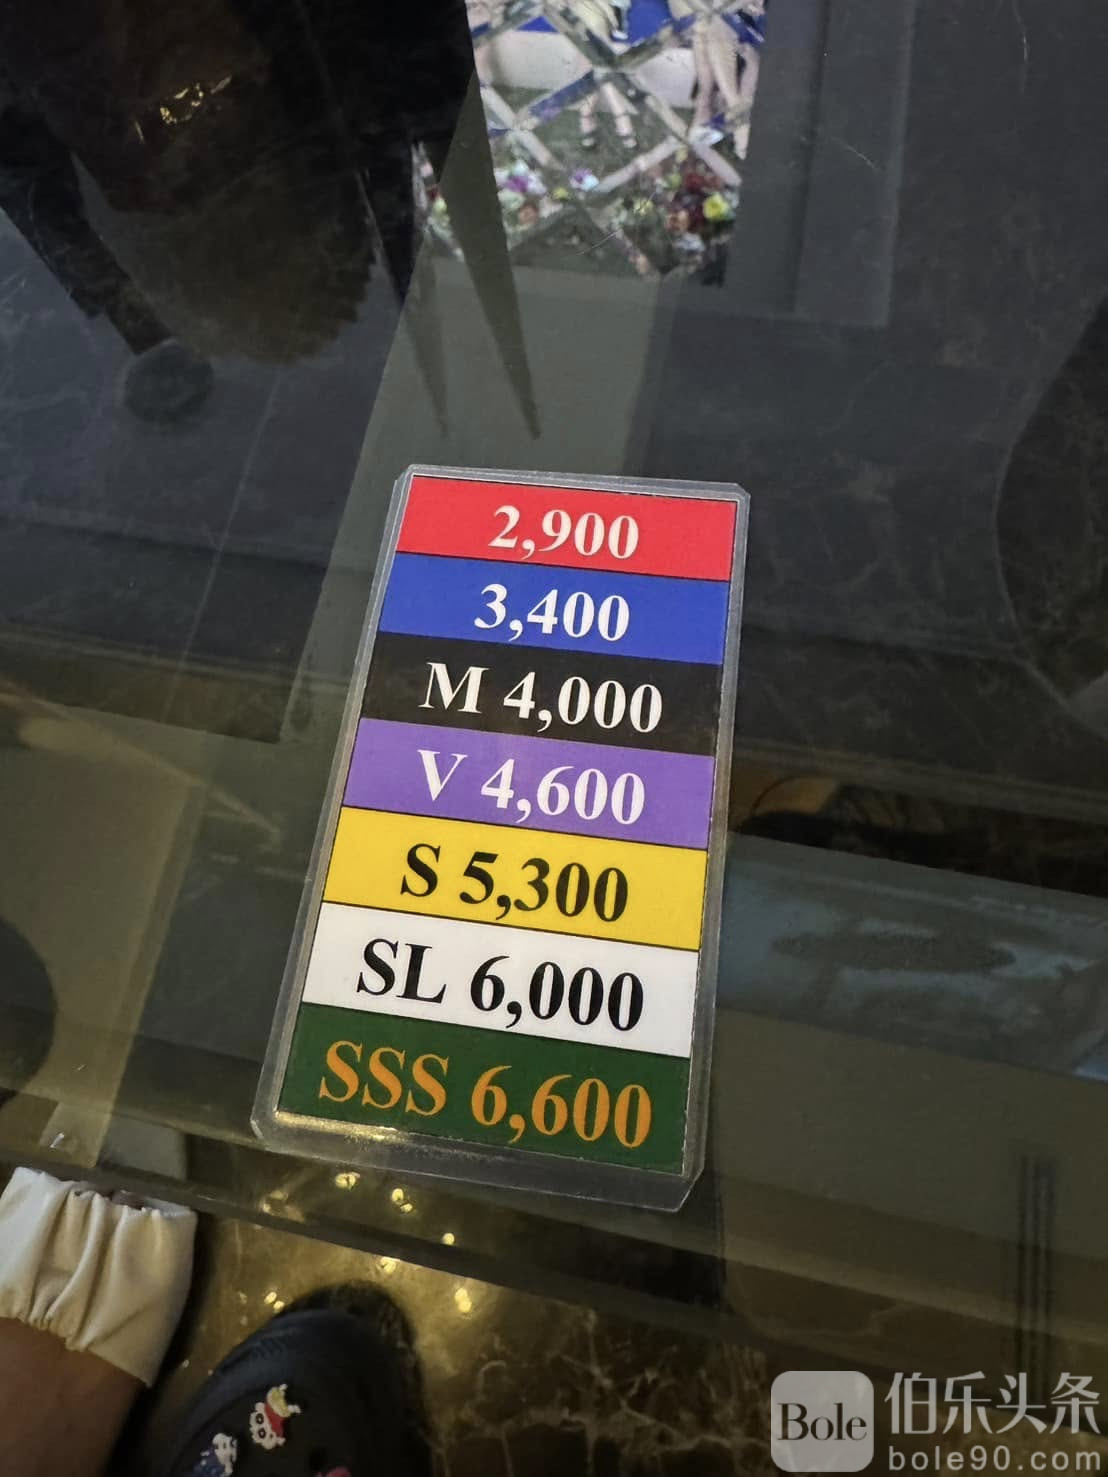 2,900
3,400
M 4,000
V 4,600
S 5,300
SL 6,000
SSS 6,600
Bole 伯乐头条
bole90.com